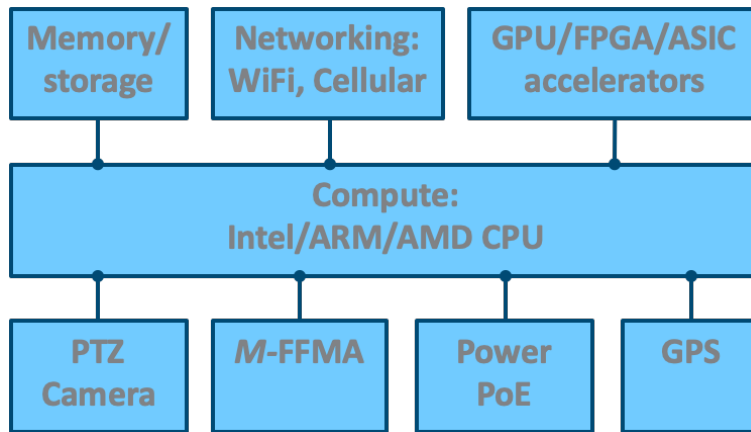 Memory/
storage
Networking:
WiFi, Cellular
GPU/FPGA/ASIC
accelerators
Compute:
Intel/ARM/AMD CPU
PTZ
Camera
M-FFMA
Power
PoE
GPS